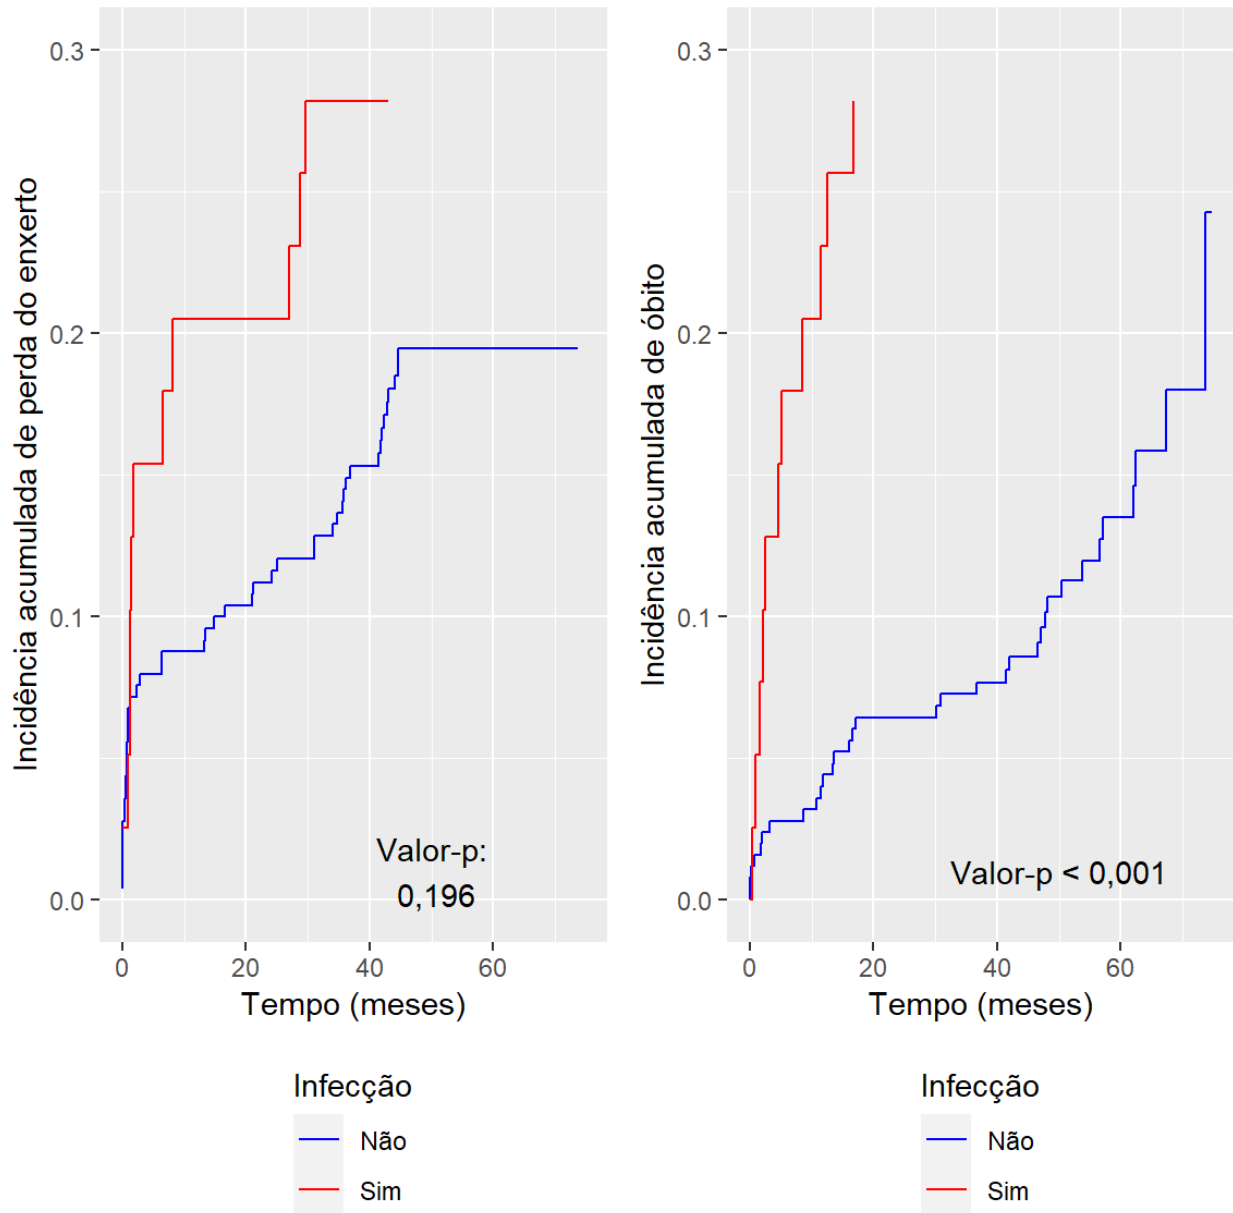 Incidência acumulada de perda do enxerto
0.3
0.2
0.1
0.0
Valor-p:
0,196
0
20
40
60
Tempo (meses)
Infecção
Não
Sim
Incidência acumulada de óbito
0.3
0.2
0.1
0.0
Valor-p < 0,001
0
20
40
60
Tempo (meses)
Infecção
Não
Sim